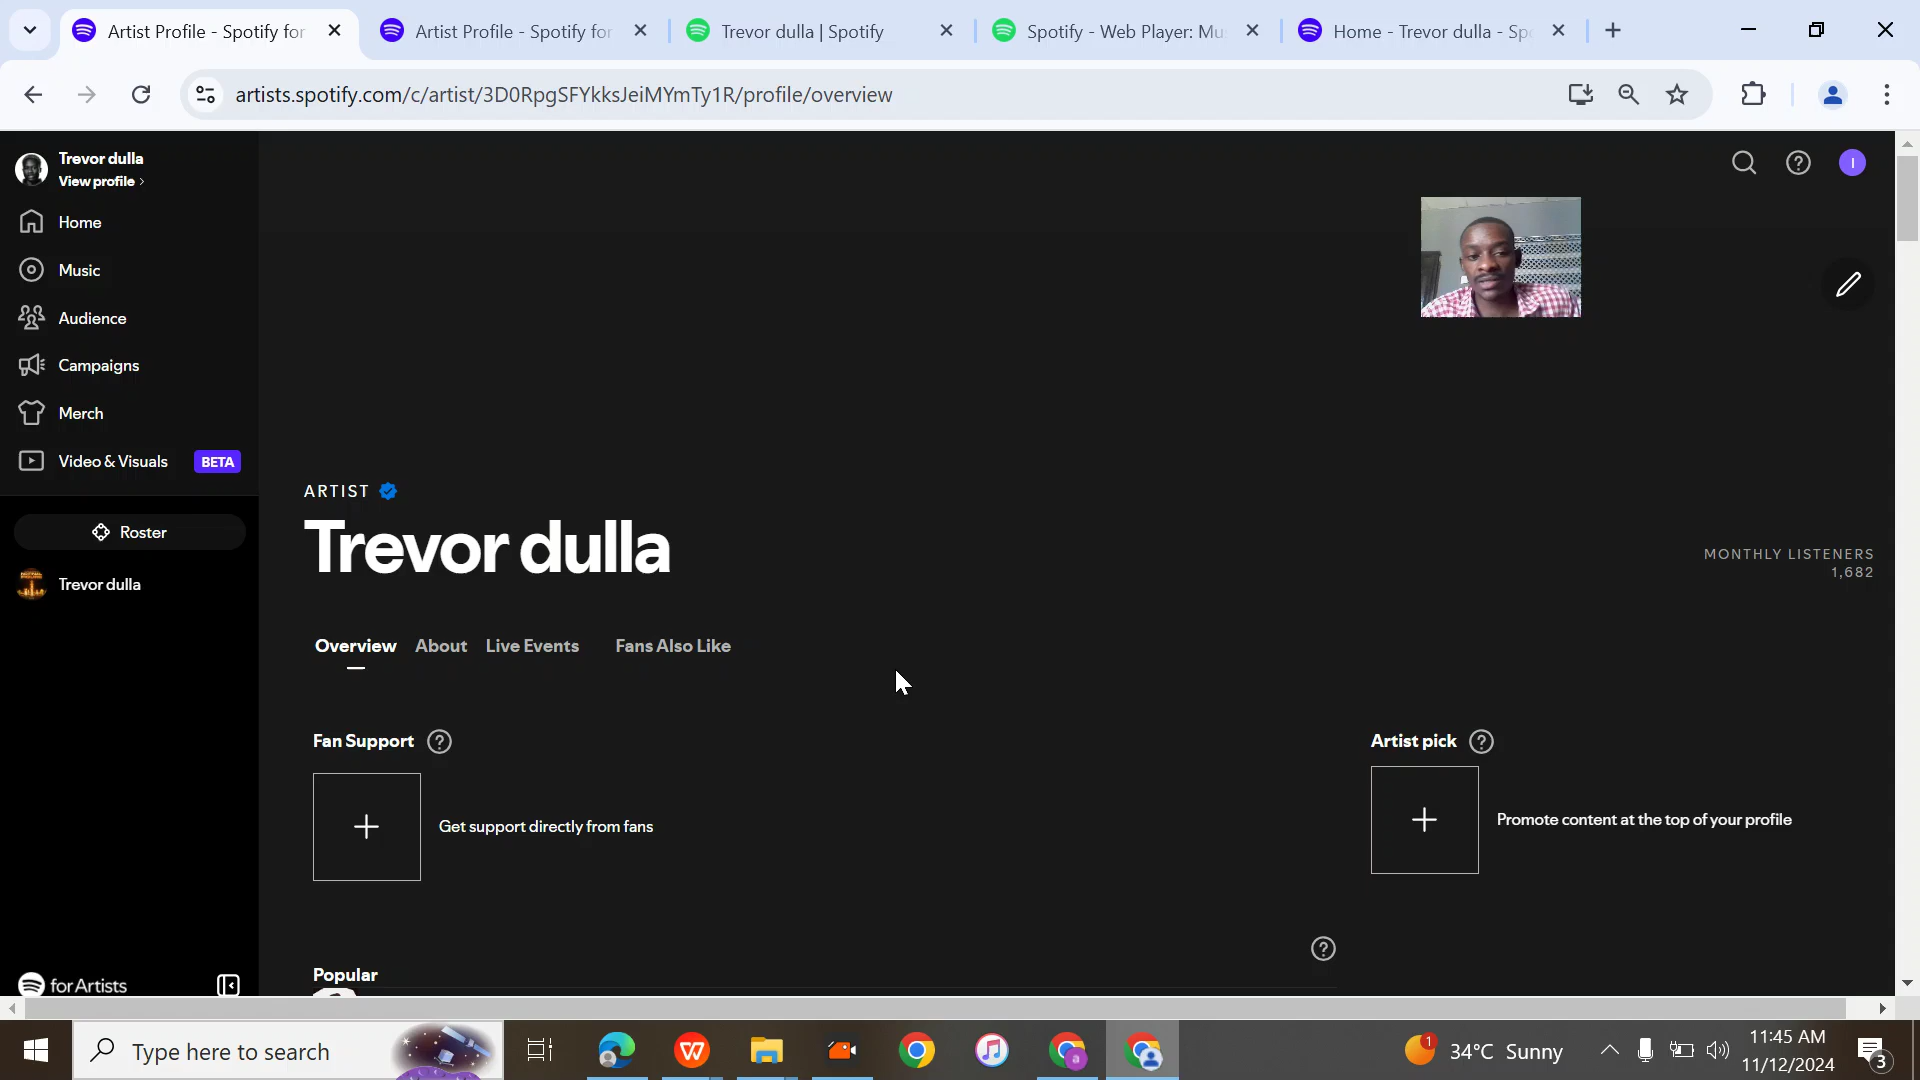 Artist Profile - Spotify for
Artist Profile - Spotify for
Trevor dulla | Spotify
Spotify - Web Player: Mu
Home - Trevor dulla - Sp
artists.spotify.com/c/artist/3D0RpgSFYkksJeiMYmTy1R/profile/overview
Trevor dulla
View profile
Home
Music
Audience
Campaigns
Merch
Video & Visuals BETA
Roster
Trevor dulla
for Artists
I
ARTIST
Trevor dulla
MONTHLY LISTENERS
1,682
Overview About Live Events Fans Also Like
Fan Support
Get support directly from fans
Artist pick
Promote content at the top of your profile
Popular
Type here to search
W
a
1
34°C Sunny
11:45 AM
11/12/2024
3